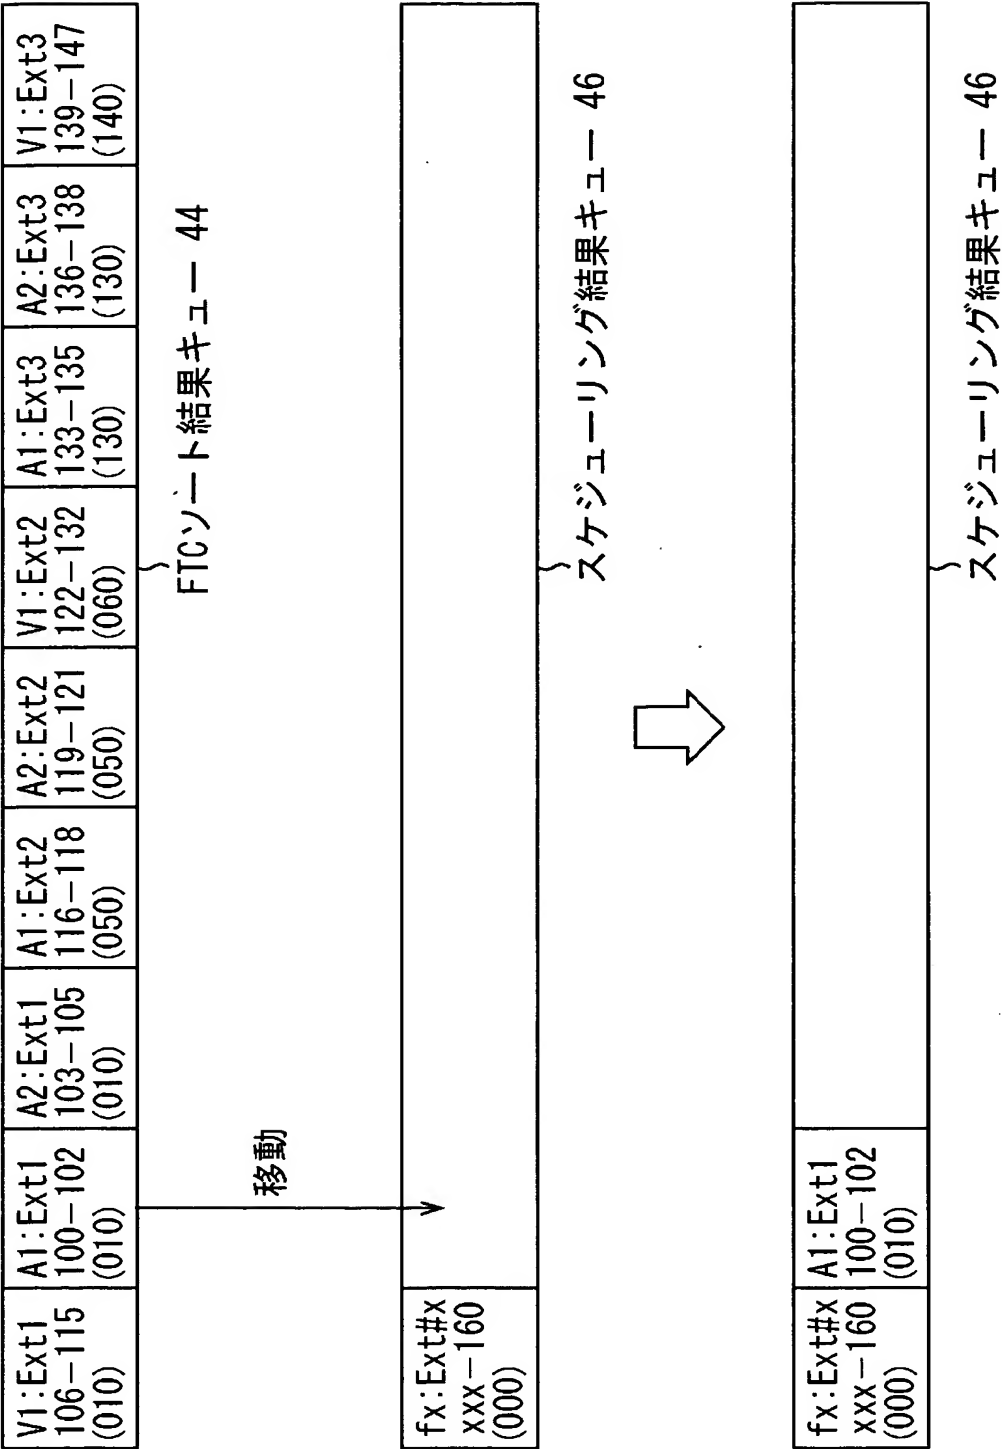 V1:Ext1
106-115
(010)
A1:Ext1
100-102
(010)
A2:Ext1
103-105
(010)
A1:Ext2
116-118
(050)
A2:Ext2
119-121
(050)
V1:Ext2
122-132
(060)
A1:Ext3
133-135
(130)
A2:Ext3
136-138
(130)
V1:Ext3
139-147
(140)
FTCソート結果キュー 44
移動
fx:Ext#x
xxx-160
(000)
スケジューリング結果キュー 46
fx:Ext#x
xxx-160
(000)
A1:Ext1
100-102
(010)
スケジューリング結果キュー 46